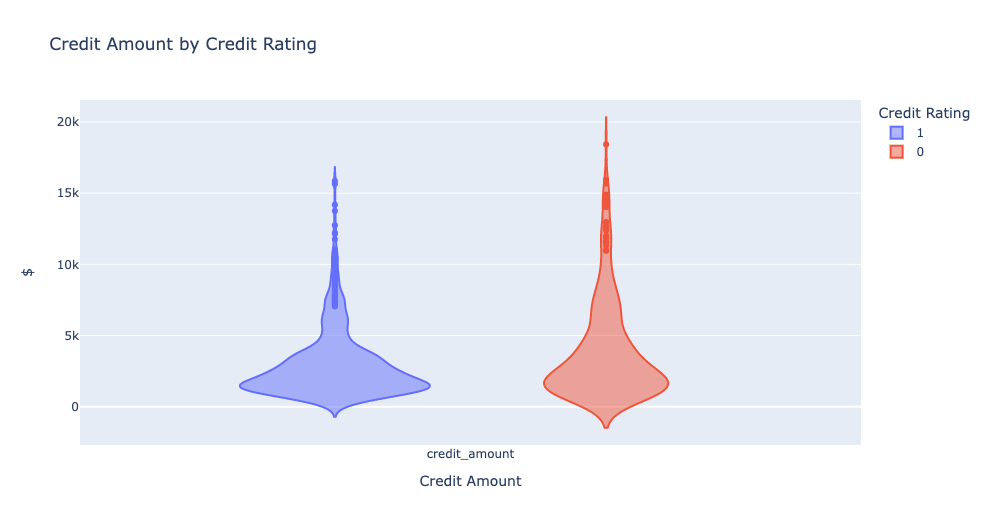 Credit Amount by Credit Rating
Credit Rating
1
0
20k
15k
10k
5k
0
$
credit_amount
Credit Amount